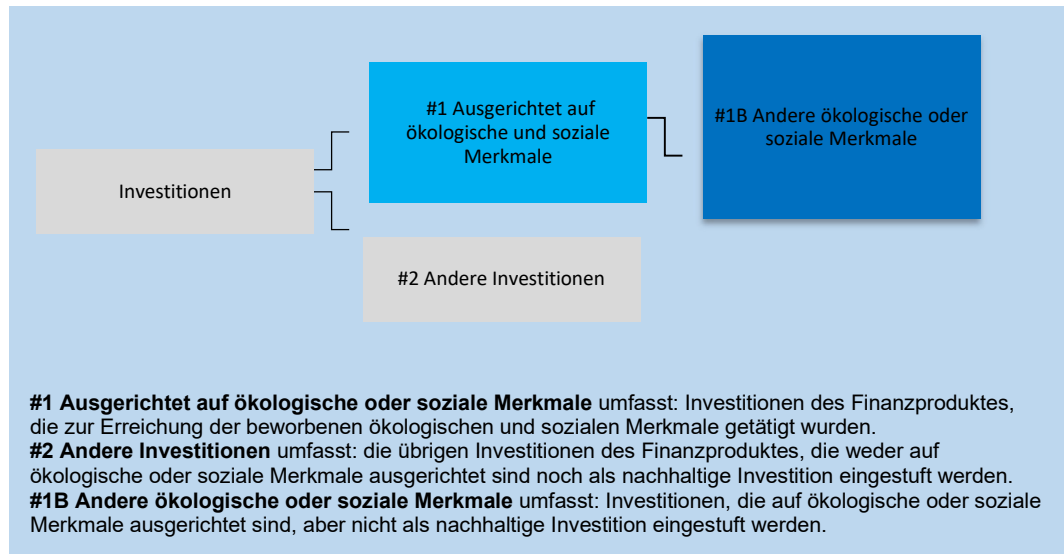 #1 Ausgerichtet auf
ökologische und soziale
Merkmale
#1B Andere ökologische oder
soziale Merkmale
Investitionen
#2 Andere Investitionen
#1 Ausgerichtet auf ökologische oder soziale Merkmale umfasst: Investitionen des Finanzproduktes,
die zur Erreichung der beworbenen ökologischen und sozialen Merkmale getätigt wurden.
#2 Andere Investitionen umfasst: die übrigen Investitionen des Finanzproduktes, die weder auf
ökologische oder soziale Merkmale ausgerichtet sind noch als nachhaltige Investition eingestuft werden.
#1B Andere ökologische oder soziale Merkmale umfasst: Investitionen, die auf ökologische oder soziale
Merkmale ausgerichtet sind, aber nicht als nachhaltige Investition eingestuft werden.